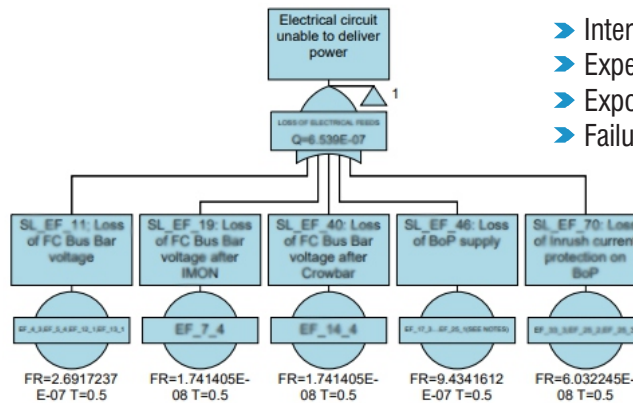 Electrical circuit
unable to deliver
power
Inter
Expe
Expo
Failu
1
LOSS OF ELECTRICAL FEEDS
Q=6.539E-07
SL_EF_11: Loss
of FC Bus Bar
voltage
SL_EF_19: Loss
of FC Bus Bar
voltage after
IMON
SL_EF_40: Loss
of FC Bus Bar
voltage after
Crowbar
SL_EF_46: Loss
of BoP supply
SL_EF_70: Loss
of Inrush current
protection on
BoP
EF_7_4
EF_14_4
FR=2.6917237
E-07 T=0.5
FR=1.741405E-
08 T=0.5
FR=1.741405E-
08 T=0.5
FR=9.4341612
E-07 T=0.5
FR=6.032245E-
08 T=0.5